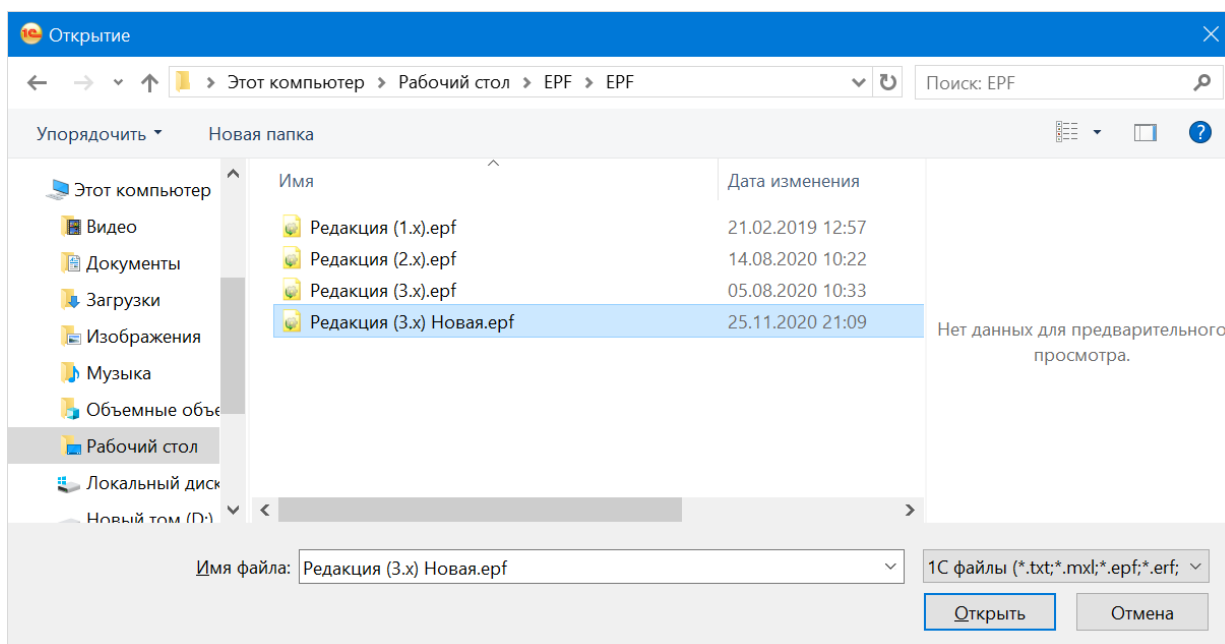 1С Открытие
Этот компьютер > Рабочий стол > EPF > EPF
Поиск: EPF
Упорядочить
Новая папка
Этот компьютер
Видео
Документы
Загрузки
Изображения
Музыка
Объемные объе
Рабочий стол
Локальный диск
Новый том (D:)
Имя Дата изменения
Редакция (1.x).epf 21.02.2019 12:57
Редакция (2.x).epf 14.08.2020 10:22
Редакция (3.x).epf 05.08.2020 10:33
Редакция (3.x) Новая.epf 25.11.2020 21:09
Нет данных для предварительного
просмотра.
Имя файла: Редакция (3.x) Новая.epf
1С файлы (*.txt;*.mxl;*.epf;*.erf;
Открыть Отмена